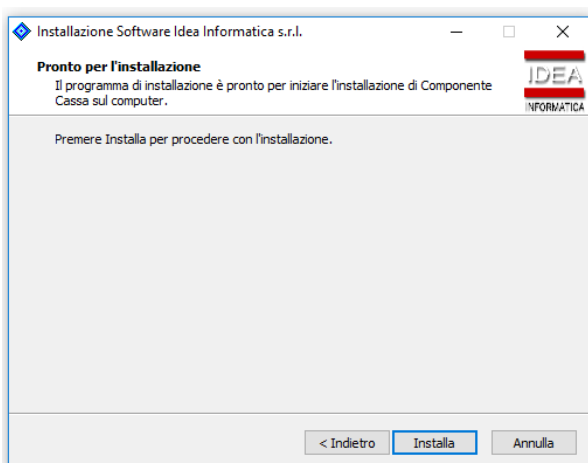 Installazione Software Idea Informatica s.r.l.
Pronto per l'installazione
Il programma di installazione è pronto per iniziare l'installazione di Componente
Cassa sul computer.
IDEA
INFORMATICA
Premere Installa per procedere con l'installazione.
< Indietro
Installa
Annulla